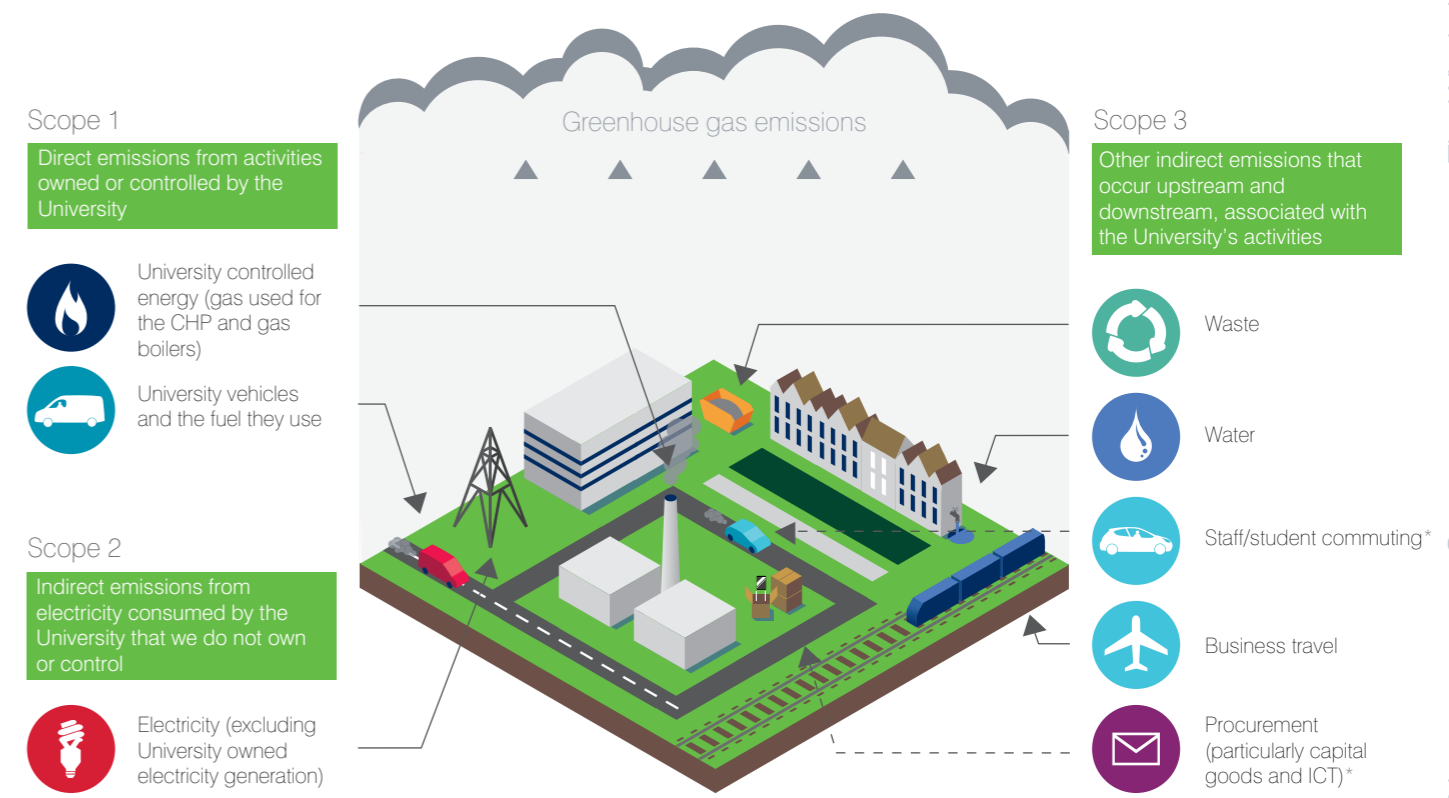 Greenhouse gas emissions
Scope 1
Direct emissions from activities
owned or controlled by the
University
University controlled
energy (gas used for
the CHP and gas
boilers)
University vehicles
and the fuel they use
Scope 2
Indirect emissions from
electricity consumed by the
University that we do not own
or control
Electricity (excluding
University owned
electricity generation)
Scope 3
Other indirect emissions that
occur upstream and
downstream, associated with
the University's activities
Waste
Water
Staff/student commuting*
Business travel
Procurement
(particularly capital
goods and ICT)*